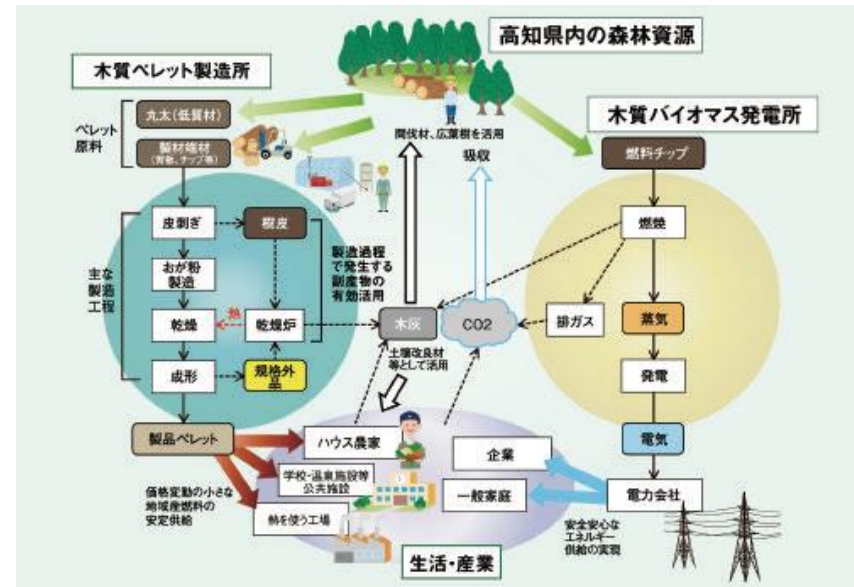 高知県内の森林資源
木質ペレット製造所
木質バイオマス発電所
ペレット
原料
丸太(低質材)
製材端材
(背板、チップ等)
間伐材、広葉樹を活用
吸収
燃料チップ
主な
製造
工程
皮剥ぎ
樹皮
おが粉
製造
乾燥
熱
乾燥炉
成形
規格外
品
製造過程
で発生する
副産物の
有効活用
木灰
CO2
土壌改良材
等として活用
燃焼
排ガス
蒸気
発電
電気
電力会社
製品ペレット
価格変動の小さな
地域産燃料の
安定供給
ハウス農家
学校・温泉施設等
公共施設
熱を使う工場
企業
一般家庭
安全安心な
エネルギー
供給の実現
生活・産業